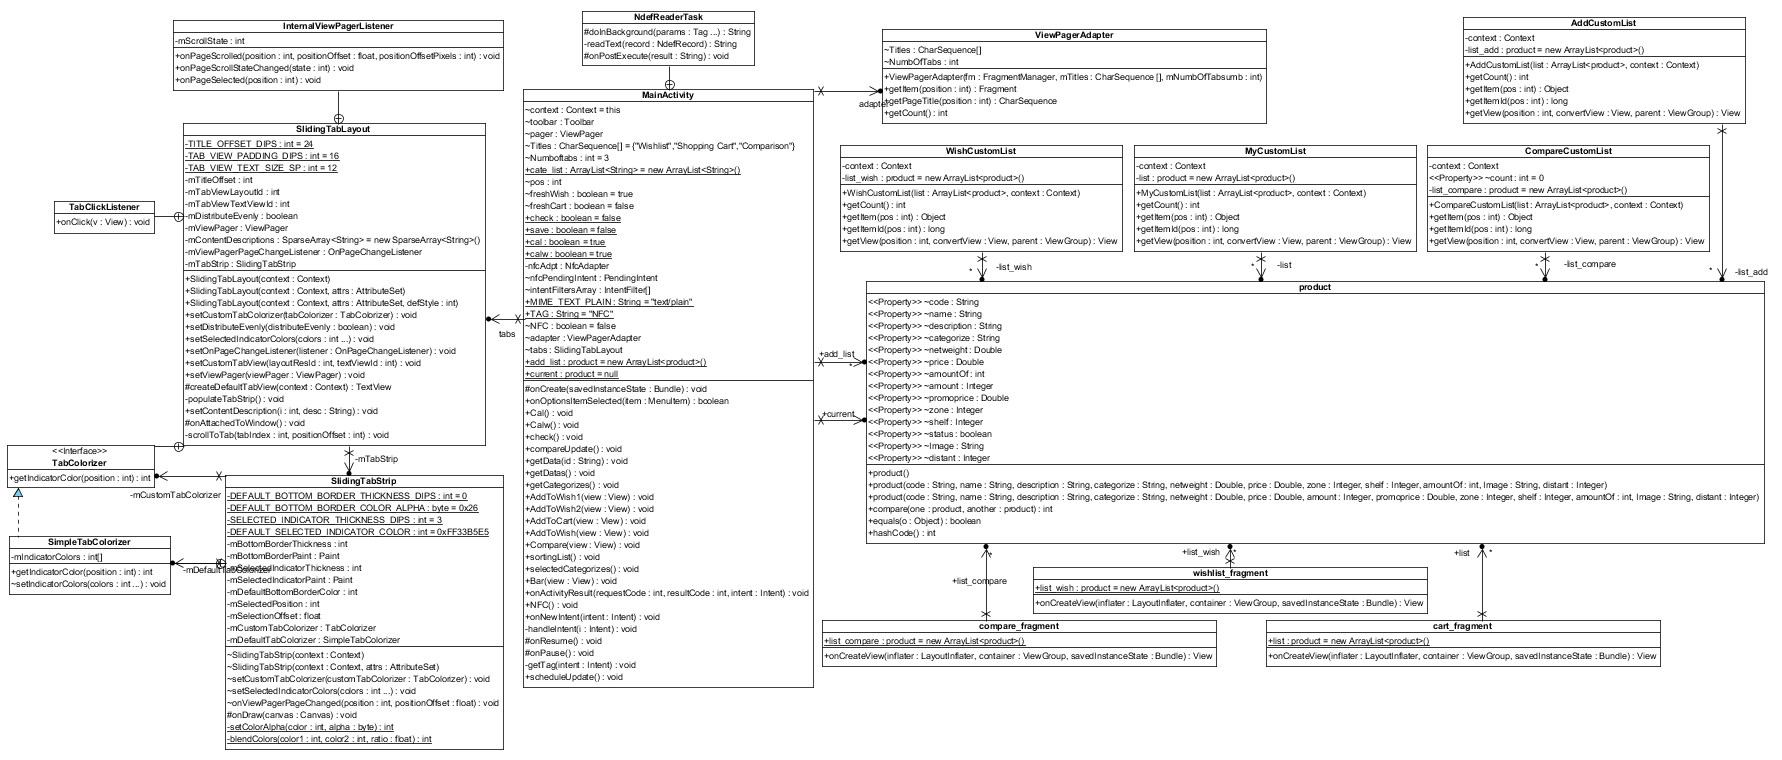 InternalViewPagerListener
-mScrollState : int
+onPageScrolled(position : int, positionOffset : float, positionOffsetPixels : int) : void
+onPageScrollStateChanged(state : int) : void
+onPageSelected(position : int) : void
NdefReaderTask
#doInBackground(params : Tag ...) : String
-readText(record : NdefRecord) : String
#onPostExecute(result : String) : void
ViewPagerAdapter
~Titles : CharSequence[]
~NumbOfTabs : int
+ViewPagerAdapter(fm : FragmentManager, mTitles : CharSequence [], mNumbOfTabsumb : int)
+getItem(position : int) : Fragment
+getPageTitle(position : int) : CharSequence
+getCount() : int
adapter
AddCustomList
-context : Context
-list_add : product = new ArrayList<product>()
+AddCustomList(list : ArrayList<product>, context : Context)
+getCount() : int
+getItem(pos : int) : Object
+getItemId(pos : int) : long
+getView(position : int, convertView : View, parent : ViewGroup) : View
SlidingTabLayout
-TITLE_OFFSET_DIPS : int = 24
-TAB_VIEW_PADDING_DIPS : int = 16
-TAB_VIEW_TEXT_SIZE_SP : int = 12
-mTitleOffset : int
-mTabViewLayoutId : int
-mTabViewTextViewId : int
-mDistributeEvenly : boolean
-mViewPager : ViewPager
-mContentDescriptions : SparseArray<String> = new SparseArray<String>()
-mViewPagerPageChangeListener : OnPageChangeListener
-mTabStrip : SlidingTabStrip
+SlidingTabLayout(context : Context)
+SlidingTabLayout(context : Context, attrs : AttributeSet)
+SlidingTabLayout(context : Context, attrs : AttributeSet, defStyle : int)
+setCustomTabColorizer(tabColorizer : TabColorizer) : void
+setDistributeEvenly(distributeEvenly : boolean) : void
+setSelectedIndicatorColors(colors : int ...) : void
+setOnPageChangeListener(listener : OnPageChangeListener) : void
+setCustomTabView(layoutResId : int, textViewId : int) : void
+setViewPager(viewPager : ViewPager) : void
#createDefaultTabView(context : Context) : TextView
-populateTabStrip() : void
+setContentDescription(i : int, desc : String) : void
#onAttachedToWindow() : void
-scrollToTab(tabIndex : int, positionOffset : int) : void
TabClickListener
+onClick(v : View) : void
tabs
MainActivity
~context : Context = this
~toolbar : Toolbar
~pager : ViewPager
~Titles : CharSequence[] = {"Wishlist","Shopping Cart","Comparison"}
~Numboftabs : int = 3
+cate_list : ArrayList<String> = new ArrayList<String>()
~pos : int
~freshWish : boolean = true
~freshCart : boolean = false
+check : boolean = false
+save : boolean = false
+cal : boolean = true
+calw : boolean = true
-nfcAdpt : NfcAdapter
~nfcPendingIntent : PendingIntent
~intentFiltersArray : IntentFilter[]
+MIME_TEXT_PLAIN : String = "text/plain"
+TAG : String = "NFC"
~NFC : boolean = false
~adapter : ViewPagerAdapter
~tabs : SlidingTabLayout
+add_list : product = new ArrayList<product>()
+current : product = null
#onCreate(savedInstanceState : Bundle) : void
+onOptionsItemSelected(item : MenuItem) : boolean
+Cal() : void
+Calw() : void
+check() : void
+compareUpdate() : void
+getData(id : String) : void
+getDatas() : void
+getCategorizes() : void
+AddToWish1(view : View) : void
+AddToWish2(view : View) : void
+AddToCart(view : View) : void
+AddToWish(view : View) : void
+Compare(view : View) : void
+sortingList() : void
+selectedCategorizes() : void
+Bar(view : View) : void
+onActivityResult(requestCode : int, resultCode : int, intent : Intent) : void
+NFC() : void
+onNewIntent(intent : Intent) : void
-handleIntent(i : Intent) : void
#onResume() : void
#onPause() : void
-getTag(intent : Intent) : void
+scheduleUpdate() : void
WishCustomList
-context : Context
-list_wish : product = new ArrayList<product>()
+WishCustomList(list : ArrayList<product>, context : Context)
+getCount() : int
+getItem(pos : int) : Object
+getItemId(pos : int) : long
+getView(position : int, convertView : View, parent : ViewGroup) : View
MyCustomList
-context : Context
-list : product = new ArrayList<product>()
+MyCustomList(list : ArrayList<product>, context : Context)
+getCount() : int
+getItem(pos : int) : Object
+getItemId(pos : int) : long
+getView(position : int, convertView : View, parent : ViewGroup) : View
CompareCustomList
-context : Context
<<Property>> ~count : int = 0
-list_compare : product = new ArrayList<product>()
+CompareCustomList(list : ArrayList<product>, context : Context)
+getItem(pos : int) : Object
+getItemId(pos : int) : long
+getView(position : int, convertView : View, parent : ViewGroup) : View
* -list_wish
* -list
* -list_compare
* -list_add
product
<<Property>> ~code : String
<<Property>> ~name : String
<<Property>> ~description : String
<<Property>> ~categorize : String
<<Property>> ~netweight : Double
<<Property>> ~price : Double
<<Property>> ~amountOf : int
<<Property>> ~amount : Integer
<<Property>> ~promoprice : Double
<<Property>> ~zone : Integer
<<Property>> ~shelf : Integer
<<Property>> ~status : boolean
<<Property>> ~Image : String
<<Property>> ~distant : Integer
+product()
+product(code : String, name : String, description : String, categorize : String, netweight : Double, price : Double, zone : Integer, shelf : Integer, amountOf : int, Image : String, distant : Integer)
+product(code : String, name : String, description : String, categorize : String, netweight : Double, price : Double, amount : Integer, promoprice : Double, zone : Integer, shelf : Integer, amountOf : int, Image : String, distant : Integer)
+compare(one : product, another : product) : int
+equals(o : Object) : boolean
+hashCode() : int
+add_list
*
+current
<<Interface>>
TabColorizer
+getIndicatorColor(position : int) : int
-mTabStrip
-mCustomTabColorizer
SimpleTabColorizer
-mIndicatorColors : int[]
+getIndicatorColor(position : int) : int
~setIndicatorColors(colors : int ...) : void
-mDefaultTabColorizer
SlidingTabStrip
-DEFAULT_BOTTOM_BORDER_THICKNESS_DIPS : int = 0
-DEFAULT_BOTTOM_BORDER_COLOR_ALPHA : byte = 0x26
-SELECTED_INDICATOR_THICKNESS_DIPS : int = 3
-DEFAULT_SELECTED_INDICATOR_COLOR : int = 0xFF33B5E5
-mBottomBorderThickness : int
-mBottomBorderPaint : Paint
-mSelectedIndicatorThickness : int
-mSelectedIndicatorPaint : Paint
-mDefaultBottomBorderColor : int
-mSelectedPosition : int
-mSelectionOffset : float
-mCustomTabColorizer : TabColorizer
-mDefaultTabColorizer : SimpleTabColorizer
~SlidingTabStrip(context : Context)
~SlidingTabStrip(context : Context, attrs : AttributeSet)
~setCustomTabColorizer(customTabColorizer : TabColorizer) : void
~setSelectedIndicatorColors(colors : int ...) : void
~onViewPagerPageChanged(position : int, positionOffset : float) : void
#onDraw(canvas : Canvas) : void
-setColorAlpha(color : int, alpha : byte) : int
-blendColors(color1 : int, color2 : int, ratio : float) : int
* +list_compare
+list_wish *
+list *
wishlist_fragment
+list_wish : product = new ArrayList<product>()
+onCreateView(inflater : LayoutInflater, container : ViewGroup, savedInstanceState : Bundle) : View
compare_fragment
+list_compare : product = new ArrayList<product>()
+onCreateView(inflater : LayoutInflater, container : ViewGroup, savedInstanceState : Bundle) : View
cart_fragment
+list : product = new ArrayList<product>()
+onCreateView(inflater : LayoutInflater, container : ViewGroup, savedInstanceState : Bundle) : View